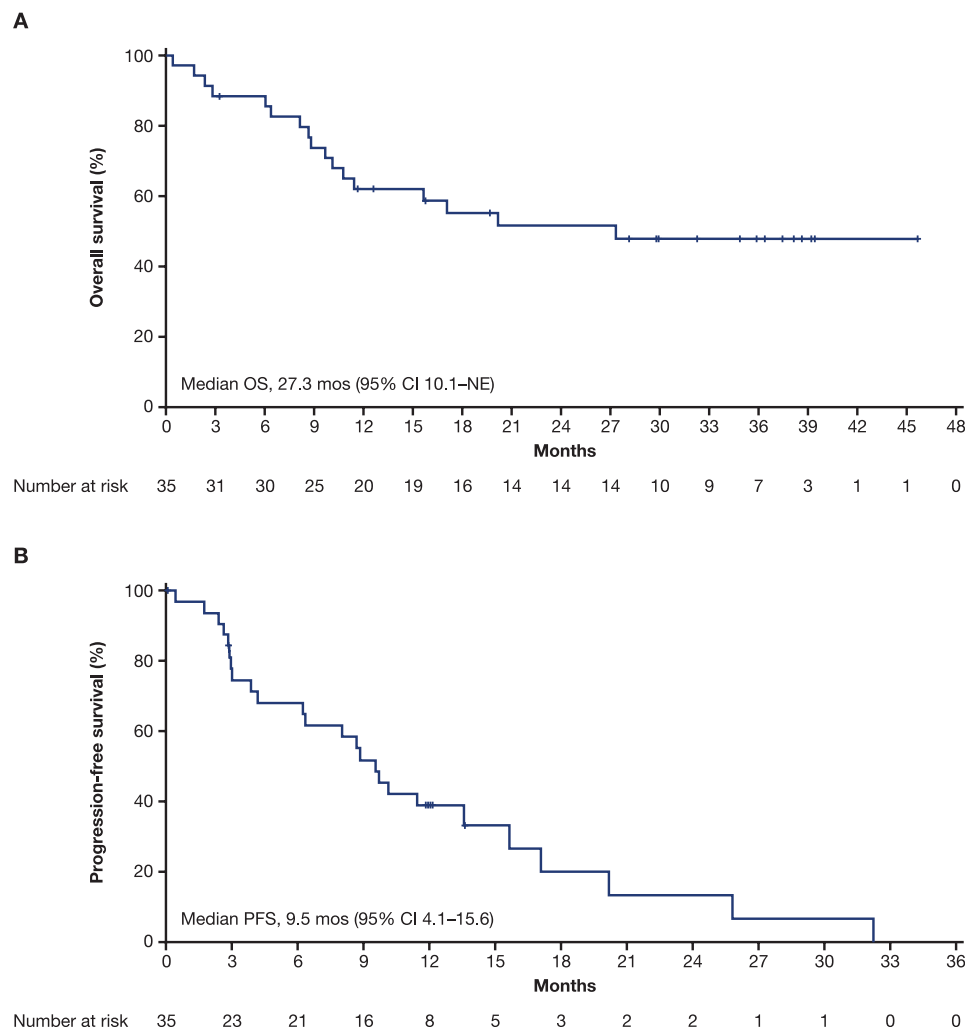 A
100
80
60
40
20
0
Overall survival (%)
Median OS, 27.3 mos (95% CI 10.1–NE)
0 3 6 9 12 15 18 21 24 27 30 33 36 39 42 45 48
Months
Number at risk 35 31 30 25 20 19 16 14 14 14 10 9 7 3 1 1 0
B
100
80
60
40
20
0
Progression-free survival (%)
Median PFS, 9.5 mos (95% CI 4.1–15.6)
0 3 6 9 12 15 18 21 24 27 30 33 36
Months
Number at risk 35 23 21 16 8 5 3 2 2 1 1 0 0